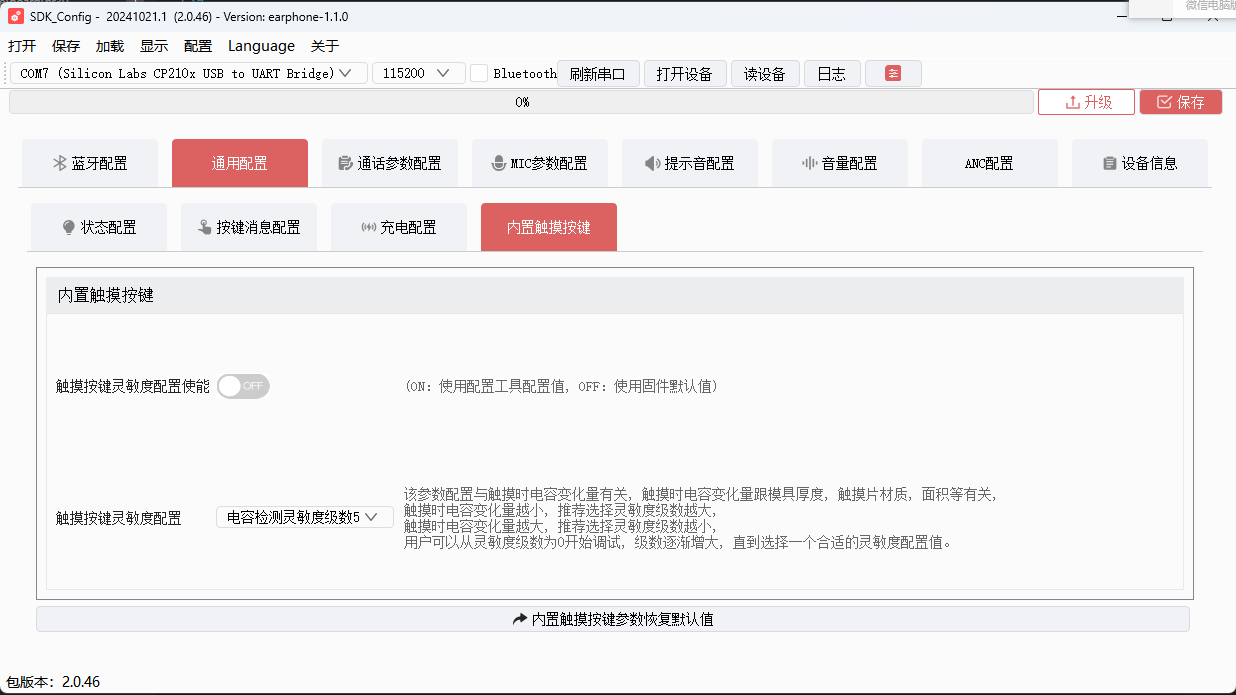 SDK_Config - 20241021.1 (2.0.46) - Version: earphone-1.1.0
微信电脑版
打开 保存 加载 显示 配置 Language 关于
COM7 (Silicon Labs CP210x USB to UART Bridge) 115200 Bluetooth 刷新串口 打开设备 读设备 日志
0% 升级 保存
蓝牙配置 通用配置 通话参数配置 MIC参数配置 提示音配置 音量配置 ANC配置 设备信息
状态配置 按键消息配置 充电配置 内置触摸按键
内置触摸按键
触摸按键灵敏度配置使能 OFF (ON: 使用配置工具配置值, OFF: 使用固件默认值)
该参数配置与触摸时电容变化量有关，触摸时电容变化量跟模具厚度，触摸片材质，面积等有关，
触摸时电容变化量越小，推荐选择灵敏度级数越大，
触摸按键灵敏度配置 电容检测灵敏度级数5
触摸时电容变化量越大，推荐选择灵敏度级数越小，
用户可以从灵敏度级数为0开始调试，级数逐渐增大，直到选择一个合适的灵敏度配置值。
内置触摸按键参数恢复默认值
包版本: 2.0.46